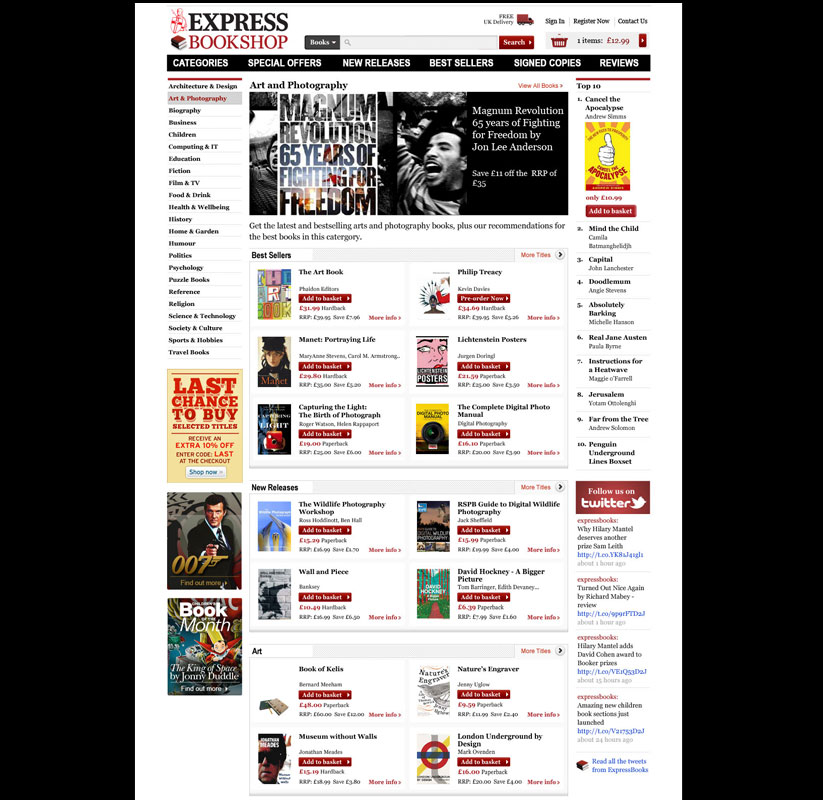 EXPRESS
BOOKSHOP
FREE
UK Delivery
Sign In
Register Now
Contact Us
Books
Search
1 items: £12.99
CATEGORIES
SPECIAL OFFERS
NEW RELEASES
BEST SELLERS
SIGNED COPIES
REVIEWS
Architecture & Design
Art & Photography
Biography
Business
Children
Computing & IT
Education
Fiction
Film & TV
Food & Drink
Health & Wellbeing
History
Home & Garden
Humour
Politics
Psychology
Puzzle Books
Reference
Religion
Science & Technology
Society & Culture
Sports & Hobbies
Travel Books
LAST
CHANCE
TO BUY
SELECTED TITLES
RECEIVE AN
EXTRA 10% OFF
ENTER CODE: LAST
AT THE CHECKOUT
Shop now
007
Find out more
Book
of the
Month
The King of Space
by Jonny Duddle
Find out more
Art and Photography
View All Books
MAGNUM
REVOLUTION
65 YEARS OF
FIGHTING FOR
FREEDOM
Magnum Revolution
65 years of Fighting
for Freedom by
Jon Lee Anderson
Save £11 off the RRP of
£35
Get the latest and bestselling arts and photography books, plus our recommendations for
the best books in this catergory.
Best Sellers
More Titles
The Art Book
Phaidon Editors
Add to basket
£31.99 Hardback
RRP: £39.95 Save £7.96
More info
Philip Treacy
Kevin Davies
Pre-order Now
£34.69 Hardback
RRP: £39.95 Save £5.26
More info
Manet: Portraying Life
MaryAnne Stevens, Carol M. Armstrong..
Add to basket
£29.80 Hardback
RRP: £35.00 Save £5.20
More info
Manet
Lichtenstein Posters
Jurgen Doringl
Add to basket
£21.59 Paperback
RRP: £25.00 Save £3.50
More info
LICHTENSTEIN
POSTERS
Capturing the Light:
The Birth of Photograph
Roger Watson, Helen Rappaport
Add to basket
£19.00 Paperback
RRP: £25.00 Save £6.00
More info
The Complete Digital Photo
Manual
Digital Photography
Add to basket
£16.10 Paperback
RRP: £20.00 Save £3.90
More info
New Releases
More Titles
The Wildlife Photography
Workshop
Ross Hoddinott, Ben Hall
Add to basket
£15.29 Paperback
RRP: £16.99 Save £1.70
More info
RSPB Guide to Digital Wildlife
Photography
Jack Sheffield
Add to basket
£15.99 Paperback
RRP: £19.99 Save £4.00
More info
Wall and Piece
Banksey
Add to basket
£10.49 Hardback
RRP: £16.99 Save £6.50
More info
David Hockney - A Bigger
Picture
Tom Barringer, Edith Devaney...
Add to basket
£6.39 Paperback
RRP: £7.99 Save £1.60
More info
DAVID
HOCKNEY
Art
More Titles
Book of Kelis
Bernard Meeham
Add to basket
£48.00 Paperback
RRP: £60.00 Save £12.00
More info
Nature's Engraver
Jenny Uglow
Add to basket
£9.59 Paperback
RRP: £11.99 Save £2.40
More info
Museum without Walls
Jonathan Meades
Add to basket
£15.19 Hardback
RRP: £18.99 Save £3.80
More info
London Underground by
Design
Mark Ovenden
Add to basket
£16.00 Paperback
RRP: £20.00 Save £4.00
More info
Top 10
1. Cancel the
Apocalypse
Andrew Simms
CANCEL THE
APOCALYPSE
only £10.99
Add to basket
2. Mind the Child
Camila
Batmanghelidjh
3. Capital
John Lanchester
4. Doodlemum
Angie Stevens
5. Absolutely
Barking
Michelle Hanson
6. Real Jane Austen
Paula Byrne
7. Instructions for
a Heatwave
Maggie o'Farrell
8. Jerusalem
Yotam Ottolenghi
9. Far from the Tree
Andrew Solomon
10. Penguin
Underground
Lines Boxset
Follow us on
twitter
expressbooks:
Why Hilary Mantel
deserves another
prize Sam Leith
http://t.co.YK82J41gl1
about 1 hour ago
expressbooks:
Turned Out Nice Again
by Richard Mabey -
review
http://t.co/9p9rPTD2J
about 1 hour ago
expressbooks:
Hilary Mantel adds
David Cohen award to
Booker prizes
http://t.co/VE1Q53D2J
about 15 hours ago
expressbooks:
Amazing new children
book sections just
launched
http://t.co/V21753D2J
about 24 hours ago
Read all the tweets
from ExpressBooks